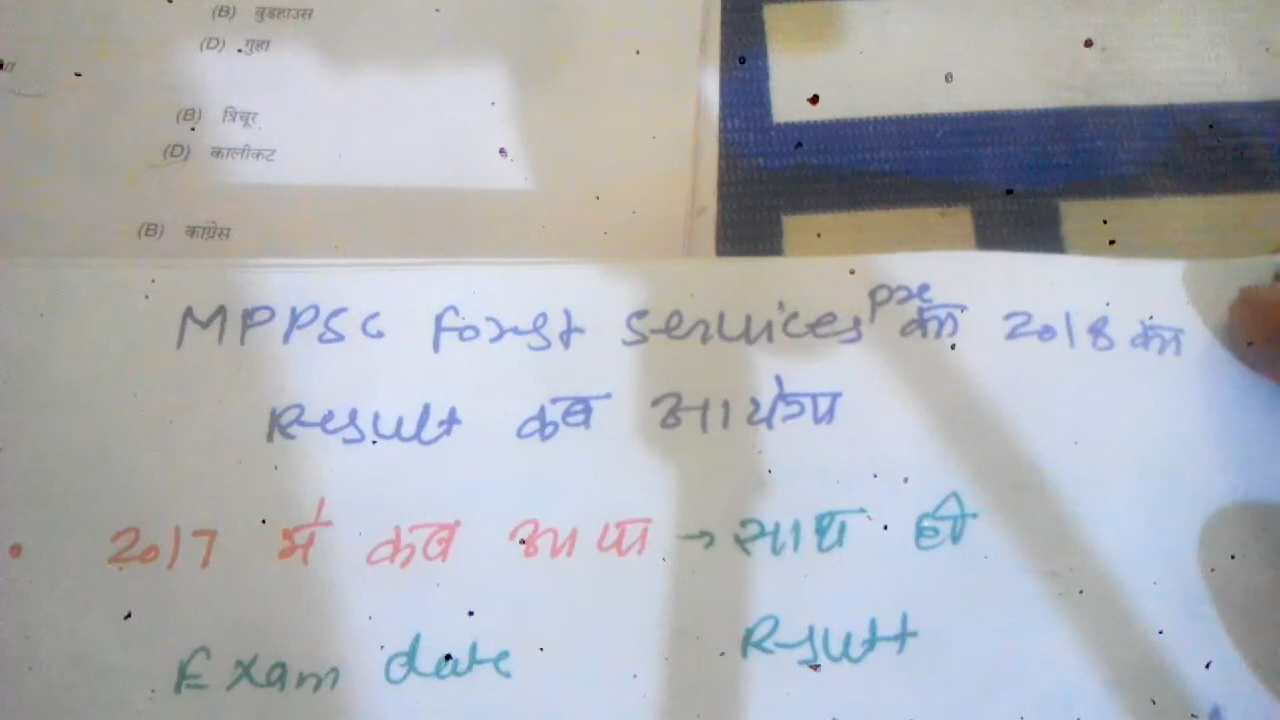 (B) वुडहाउस
(D) गुहा
(B) त्रिचूर
(D) कालीकट
(B) कांग्रेस
MPPSC Forest Services pre का 2018 का
Result कब आयेगा
2017 में कब आया → साथ ही
Exam date Result